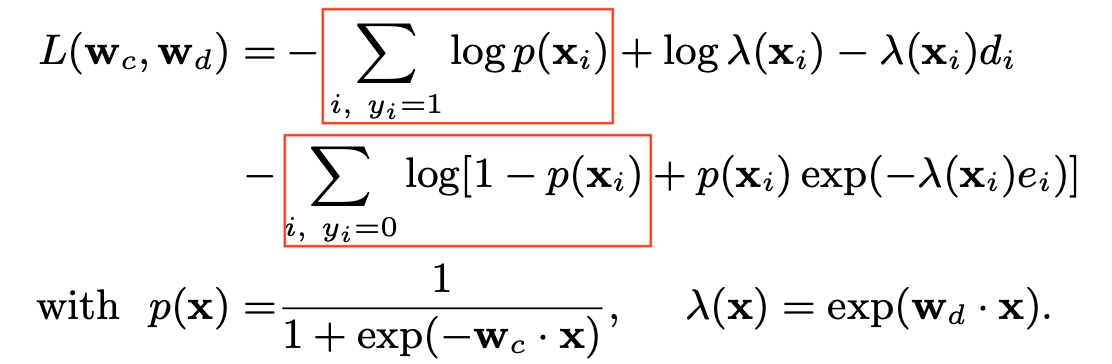 L(𝐰_c, 𝐰_d) = − ∑_{i, y_i=1} log p(𝐱_i) + log λ(𝐱_i) − λ(𝐱_i)d_i
− ∑_{i, y_i=0} log[1 − p(𝐱_i) + p(𝐱_i) exp(−λ(𝐱_i)e_i)]
with p(𝐱) = \frac{1}{1 + exp(−𝐰_c · 𝐱)}, λ(𝐱) = exp(𝐰_d · 𝐱).